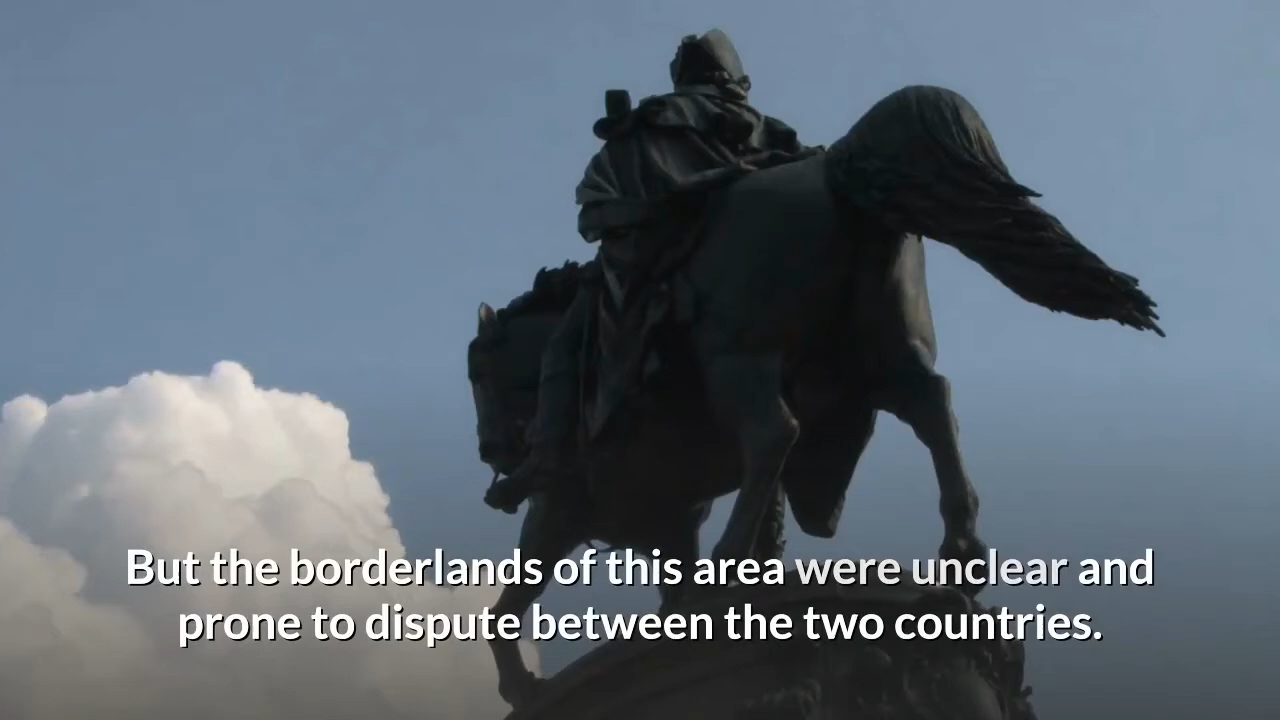 But the borderlands of this area were unclear and
prone to dispute between the two countries.